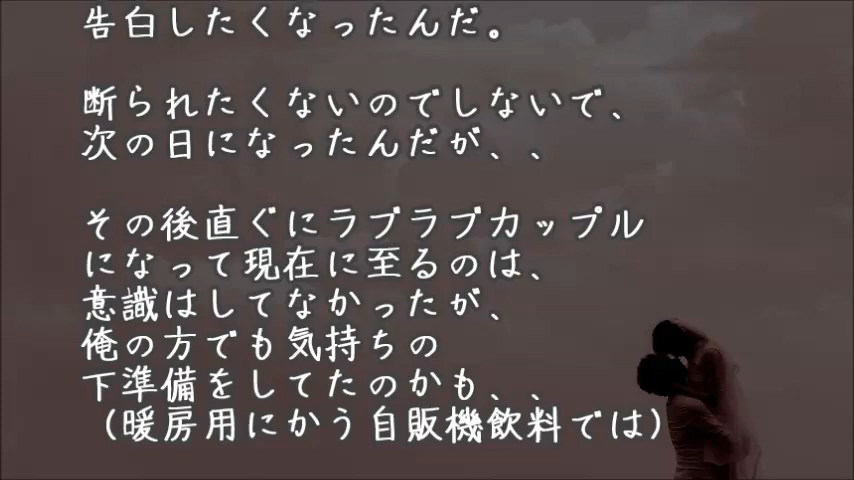 告白したくなったんだ。
断られたくないのでしないで、
次の日になったんだが、、
その後直ぐにラブラブカップル
になって現在に至るのは、
意識はしてなかったが、
俺の方でも気持ちの
下準備をしてたのかも、、
（暖房用にかう自販機飲料では）